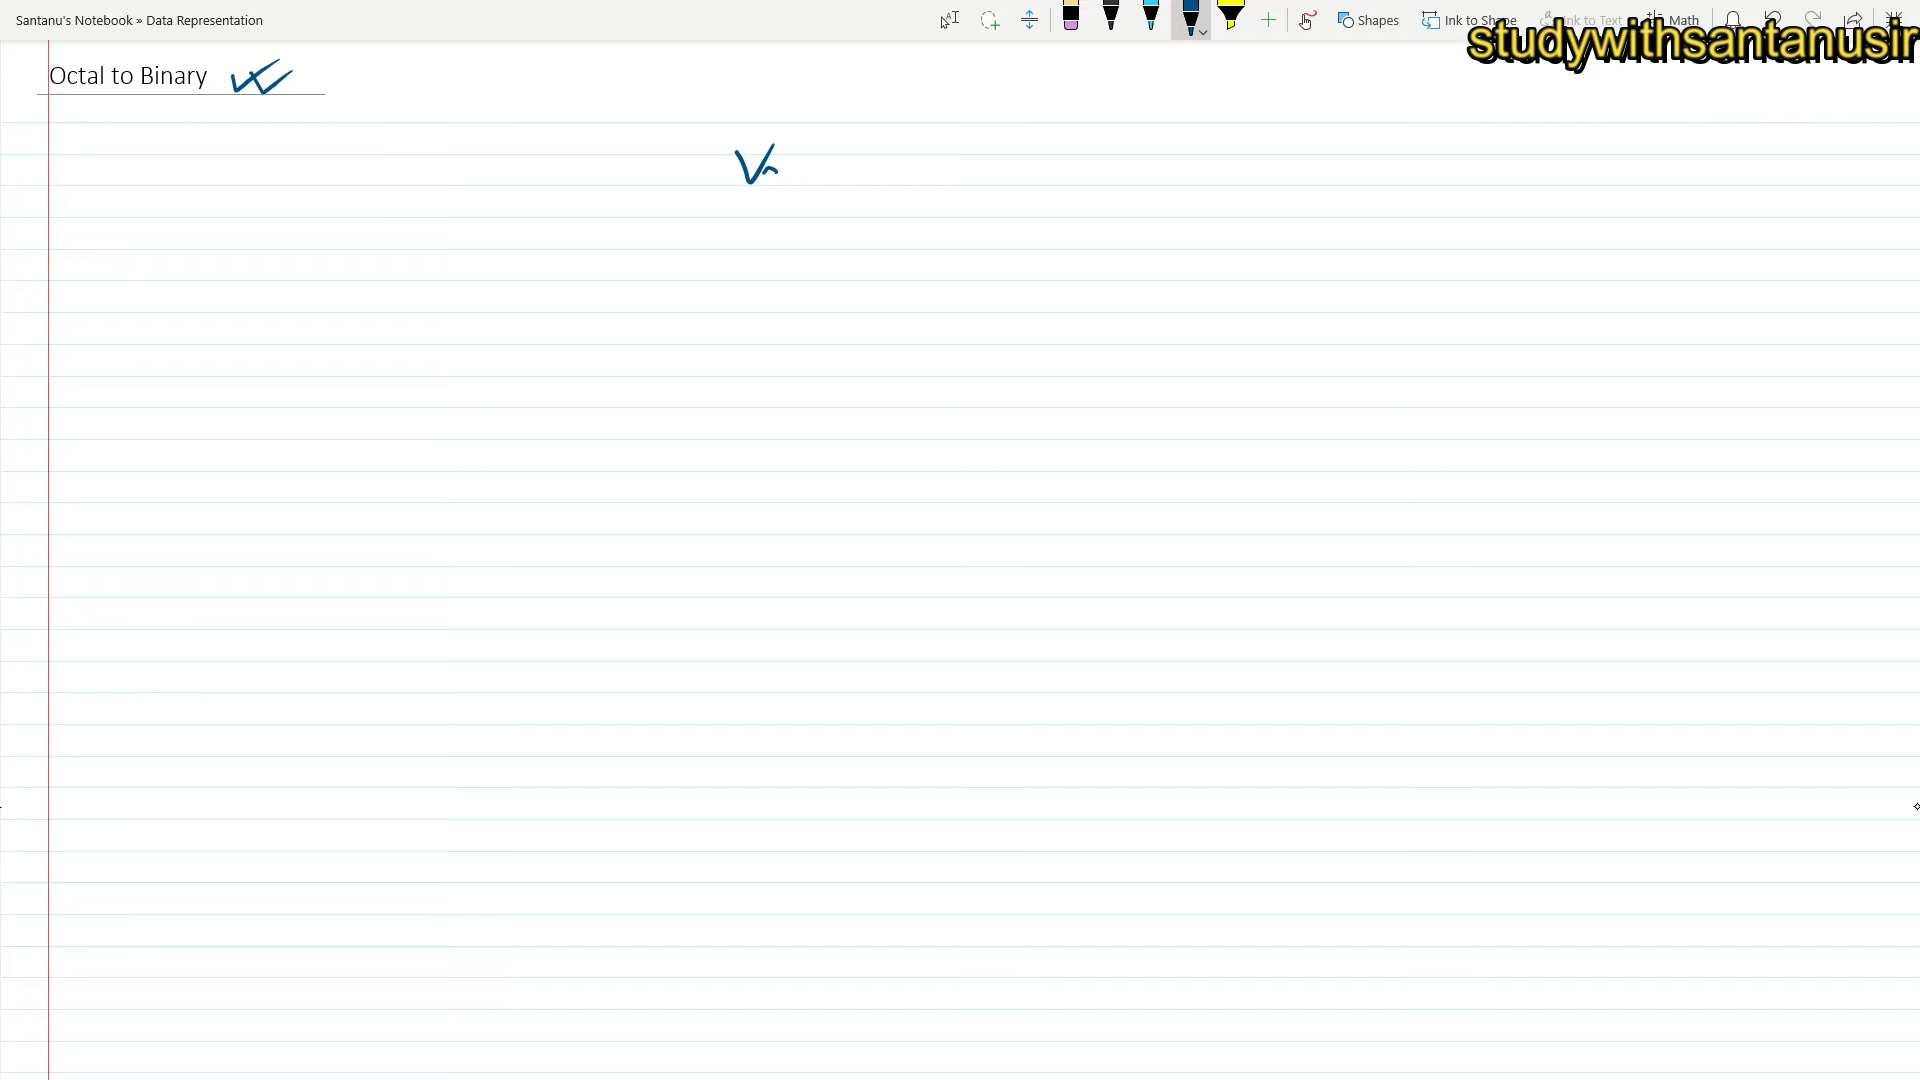 Santanu's Notebook » Data Representation
Shapes
Ink to Shape
Ink to Text
Math
studywithsantanusir
Octal to Binary